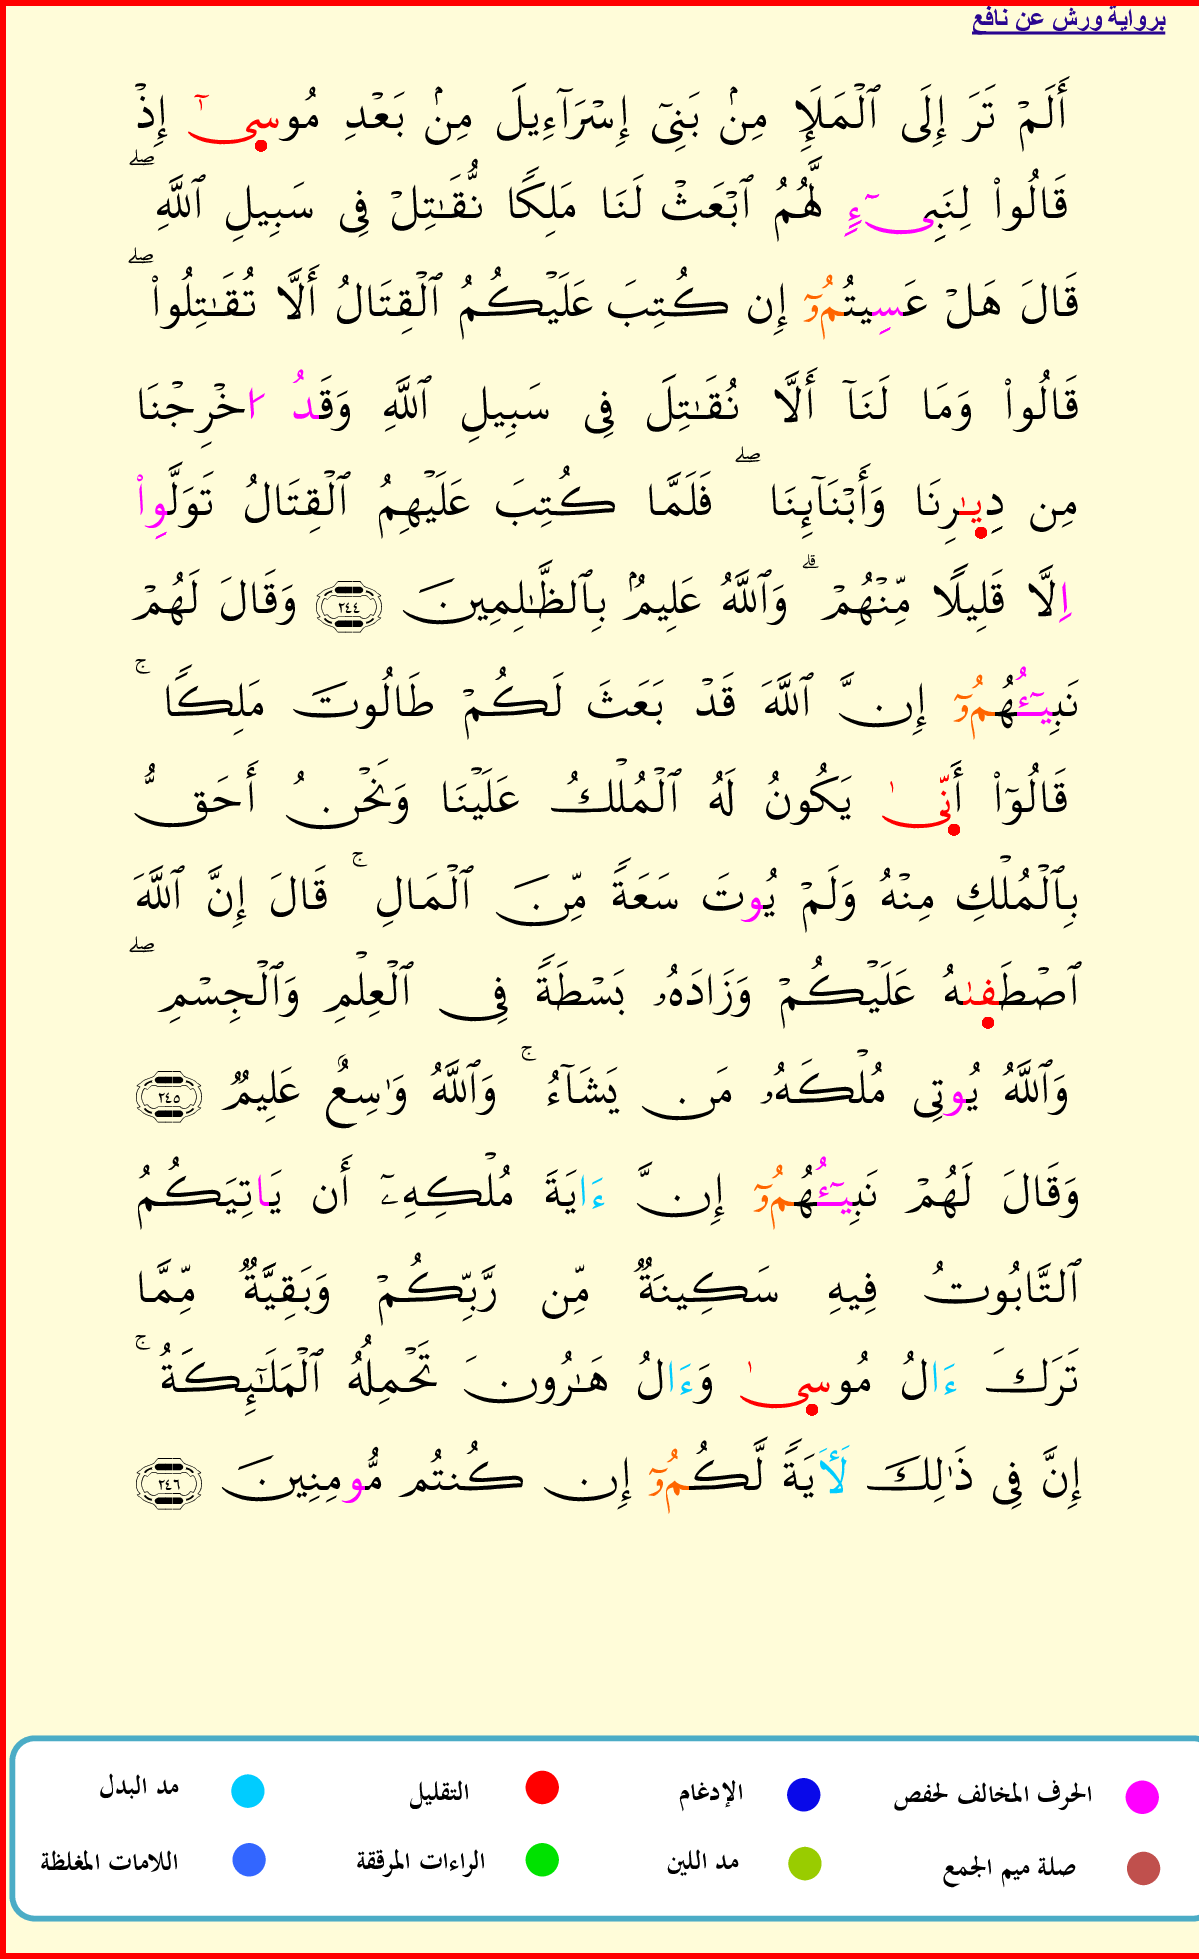 برواية ورش عن نافع
أَلَمْ تَرَ إِلَى ٱلْمَلَإِ مِنۢ بَنِىٓ إِسْرَآءِيلَ مِنۢ بَعْدِ مُوسِىٰٓ إِذْ
قَالُوا۟ لِنَبِىٓءٍ لَّهُمُ ٱبْعَثْ لَنَا مَلِكًا نُّقَـٰتِلْ فِى سَبِيلِ ٱللَّهِ ۖ
قَالَ هَلْ عَسِيتُمُۥٓ إِن كُتِبَ عَلَيْكُمُ ٱلْقِتَالُ أَلَّا تُقَـٰتِلُوا۟ ۖ
قَالُوا۟ وَمَا لَنَآ أَلَّا نُقَـٰتِلَ فِى سَبِيلِ ٱللَّهِ وَقَدُ ا۬خْرِجْنَا
مِن دِيـٰرِنَا وَأَبْنَآئِنَا ۖ فَلَمَّا كُتِبَ عَلَيْهِمُ ٱلْقِتَالُ تَوَلَّوِا۟
اِلَّا قَلِيلًا مِّنْهُمْ ۗ وَٱللَّهُ عَلِيمٌۢ بِٱلظَّـٰلِمِينَ ٢٤٤ وَقَالَ لَهُمْ
نَبِيٓـُٔهُمُۥٓ إِنَّ ٱللَّهَ قَدْ بَعَثَ لَكُمْ طَالُوتَ مَلِكًا ۚ
قَالُوٓا۟ أَنّىٰ يَكُونُ لَهُ ٱلْمُلْكُ عَلَيْنَا وَنَحْنُ أَحَقُّ
بِٱلْمُلْكِ مِنْهُ وَلَمْ يُوتَ سَعَةً مِّنَ ٱلْمَالِ ۚ قَالَ إِنَّ ٱللَّهَ
ٱصْطَفىٰهُ عَلَيْكُمْ وَزَادَهُۥ بَسْطَةً فِى ٱلْعِلْمِ وَٱلْجِسْمِ ۖ
وَٱللَّهُ يُوتِى مُلْكَهُۥ مَن يَشَآءُ ۚ وَٱللَّهُ وَٰسِعٌ عَلِيمٌ ٢٤٥
وَقَالَ لَهُمْ نَبِيٓـُٔهُمُۥٓ إِنَّ ءَايَةَ مُلْكِهِۦٓ أَن يَاتِيَكُمُ
ٱلتَّابُوتُ فِيهِ سَكِينَةٌ مِّن رَّبِّكُمْ وَبَقِيَّةٌ مِّمَّا
تَرَكَ ءَالُ مُوسِىٰ وَءَالُ هَـٰرُونَ تَحْمِلُهُ ٱلْمَلَـٰٓئِكَةُ ۚ
إِنَّ فِى ذَٰلِكَ لَأَيَةً لَّكُمُۥٓ إِن كُنتُم مُّومِنِينَ ٢٤٦
الحرف المخالف لحفص الإدغام التقليل مد البدل
صلة ميم الجمع مد اللين الراءات المرققة اللامات المغلظة